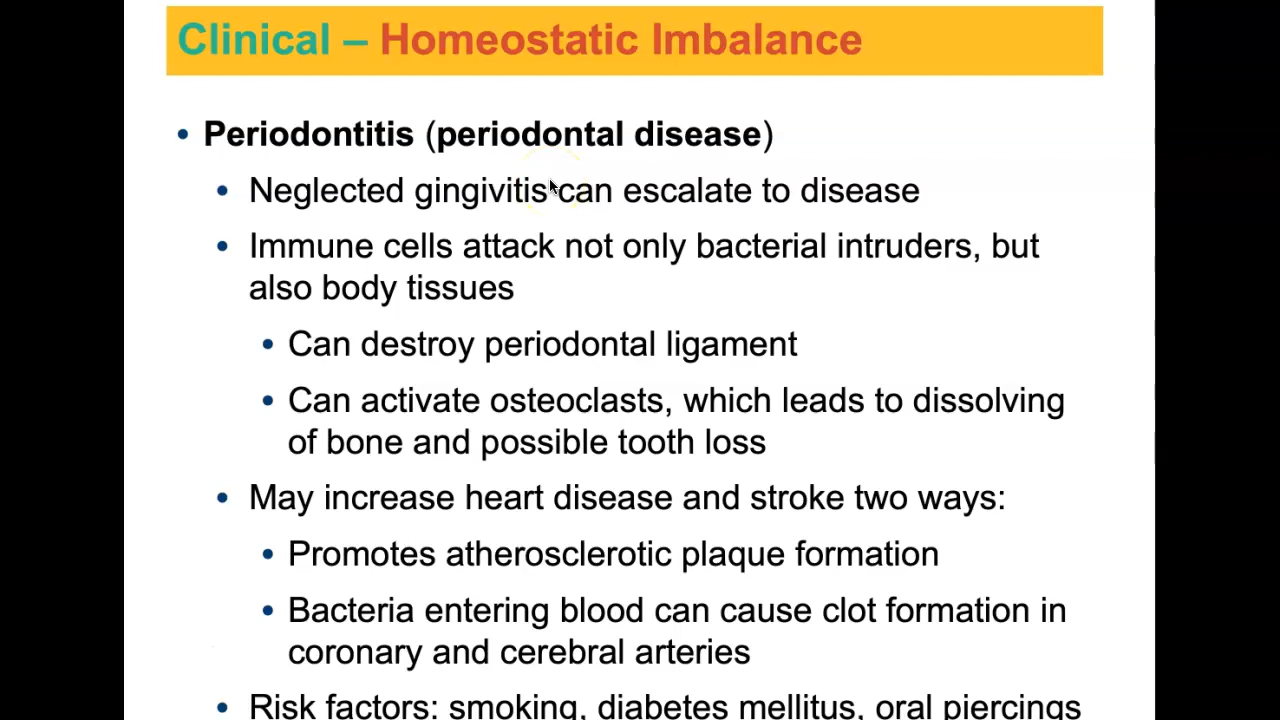 Clinical – Homeostatic Imbalance
• Periodontitis (periodontal disease)
• Neglected gingivitis can escalate to disease
• Immune cells attack not only bacterial intruders, but
also body tissues
• Can destroy periodontal ligament
• Can activate osteoclasts, which leads to dissolving
of bone and possible tooth loss
• May increase heart disease and stroke two ways:
• Promotes atherosclerotic plaque formation
• Bacteria entering blood can cause clot formation in
coronary and cerebral arteries
• Risk factors: smoking, diabetes mellitus, oral piercings